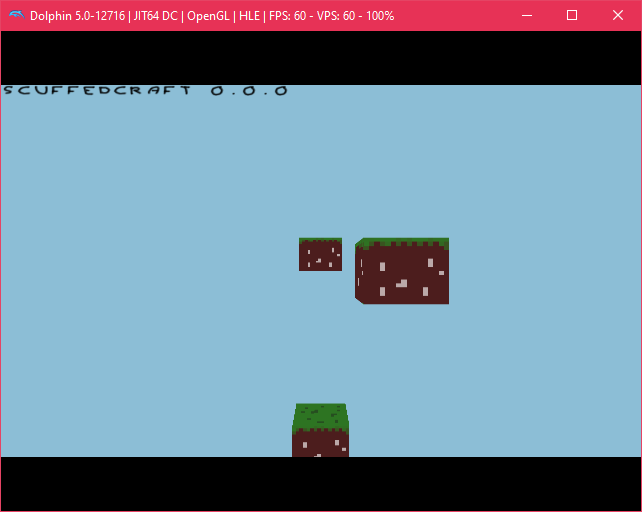 Dolphin 5.0-12716 | JIT64 DC | OpenGL | HLE | FPS: 60 - VPS: 60 - 100%
SCUFFEDCRAFT 0.0.0